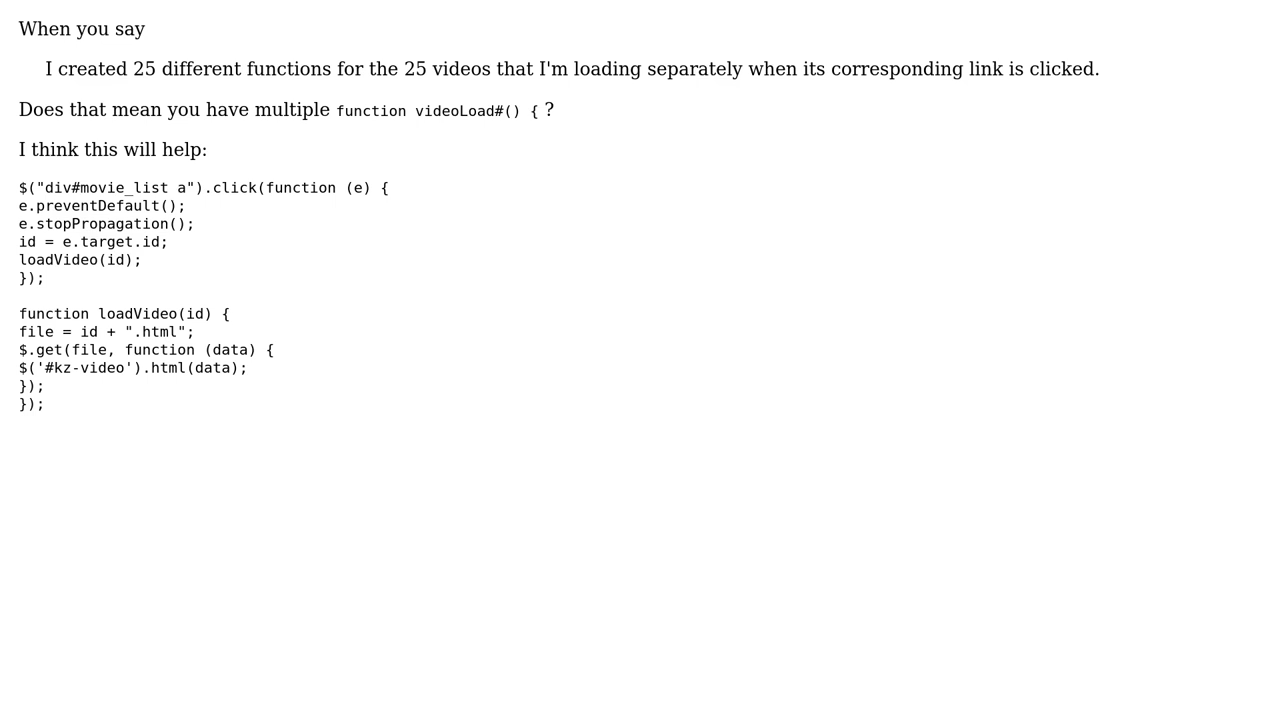 When you say
I created 25 different functions for the 25 videos that I'm loading separately when its corresponding link is clicked.
Does that mean you have multiple function videoLoad#() { ?
I think this will help:
$("div#movie_list a").click(function (e) {
e.preventDefault();
e.stopPropagation();
id = e.target.id;
loadVideo(id);
});
function loadVideo(id) {
file = id + ".html";
$.get(file, function (data) {
$('#kz-video').html(data);
});
});